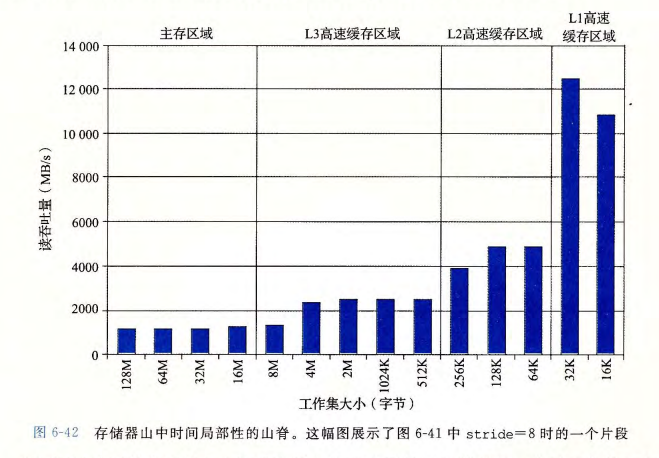 主存区域
L3高速缓存区域
L2高速缓存区域
L1高速
缓存区域
14 000
12 000
10 000
8000
6000
4000
2000
0
读吞吐量（MB/s）
128M
64M
32M
16M
8M
4M
2M
1024K
512K
256K
128K
64K
32K
16K
工作集大小（字节）
图 6-42 存储器山中时间局部性的山脊。这幅图展示了图 6-41 中 stride=8 时的一个片段